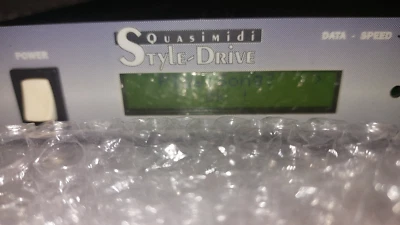 Quasimidi
Style-Drive
DATA - SPEED
POWER